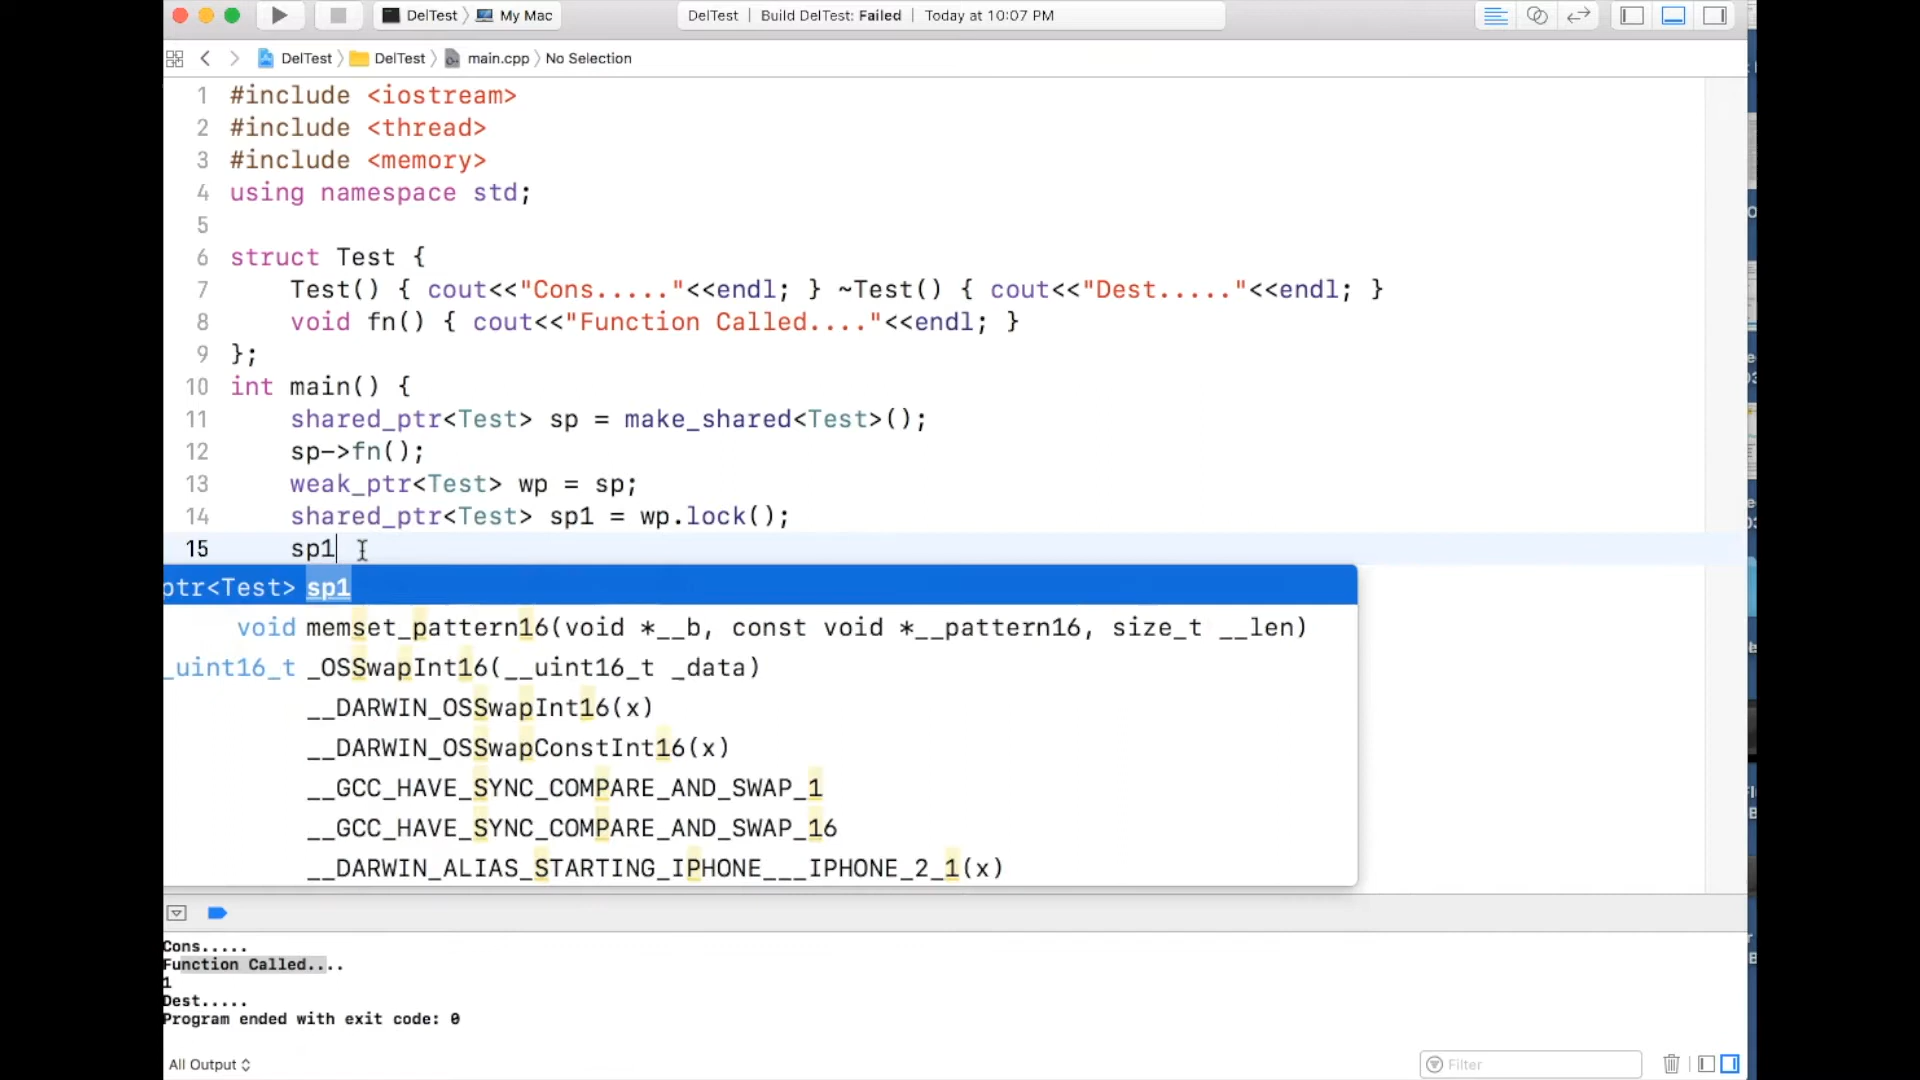 DelTest 〉 My Mac
DelTest | Build DelTest: Failed | Today at 10:07 PM
DelTest 〉 DelTest 〉 main.cpp 〉 No Selection
1 #include <iostream>
2 #include <thread>
3 #include <memory>
4 using namespace std;
5
6 struct Test {
7 Test() { cout<<"Cons....."<<endl; } ~Test() { cout<<"Dest....."<<endl; }
8 void fn() { cout<<"Function Called...."<<endl; }
9 };
10 int main() {
11 shared_ptr<Test> sp = make_shared<Test>();
12 sp->fn();
13 weak_ptr<Test> wp = sp;
14 shared_ptr<Test> sp1 = wp.lock();
15 sp1
ptr<Test> sp1
void memset_pattern16(void *__b, const void *__pattern16, size_t __len)
_uint16_t _OSSwapInt16(__uint16_t _data)
__DARWIN_OSSwapInt16(x)
__DARWIN_OSSwapConstInt16(x)
__GCC_HAVE_SYNC_COMPARE_AND_SWAP_1
__GCC_HAVE_SYNC_COMPARE_AND_SWAP_16
__DARWIN_ALIAS_STARTING_IPHONE___IPHONE_2_1(x)
Cons.....
Function Called....
1
Dest.....
Program ended with exit code: 0
All Output
Filter